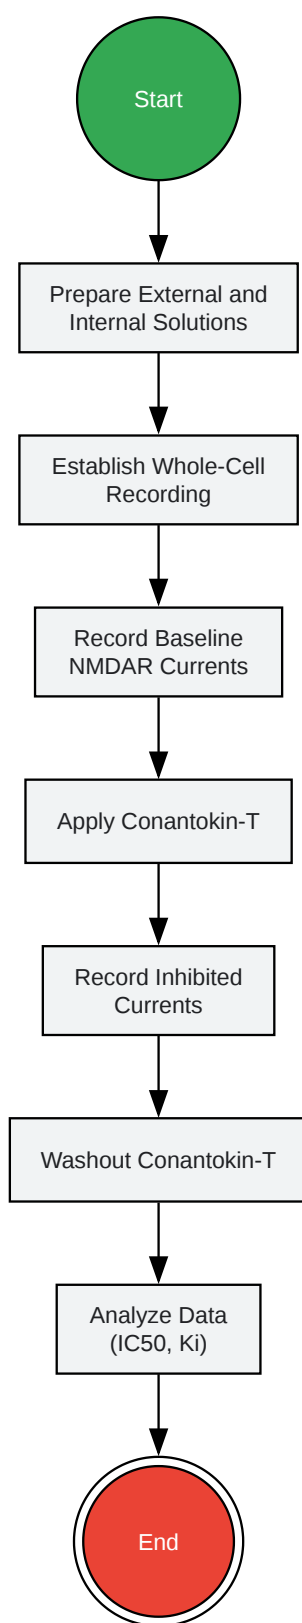 Start
Prepare External and
Internal Solutions
Establish Whole-Cell
Recording
Record Baseline
NMDAR Currents
Apply Conantokin-T
Record Inhibited
Currents
Washout Conantokin-T
Analyze Data
(IC50, Ki)
End